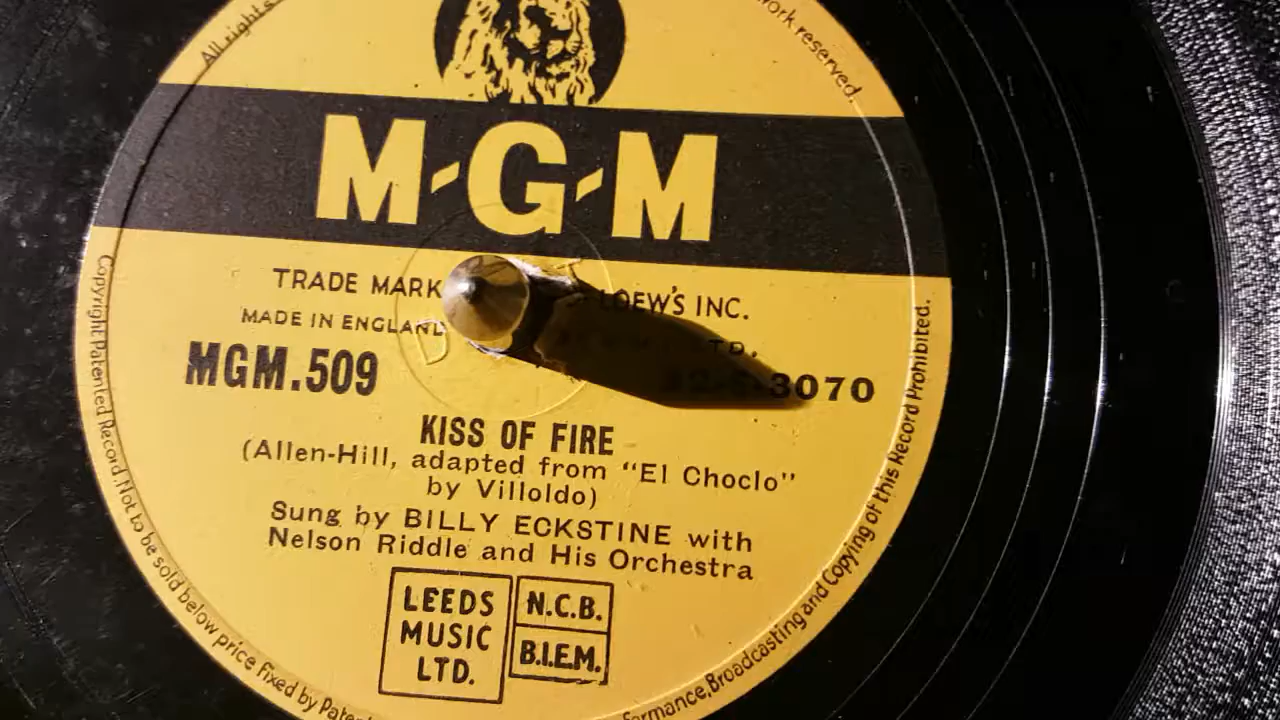 All rights
work reserved.
M-G-M
TRADE MARK
LOEW'S INC.
MADE IN ENGLAND
TD.
MGM.509
3070
KISS OF FIRE
(Allen-Hill, adapted from "El Choclo"
by Villoldo)
Sung by BILLY ECKSTINE with
Nelson Riddle and His Orchestra
LEEDS
MUSIC
LTD.
N.C.B.
B.I.E.M.
Copyright Patented Record Not to be sold below price fixed by
formance, Broadcasting and Copying of this Record Prohibited.